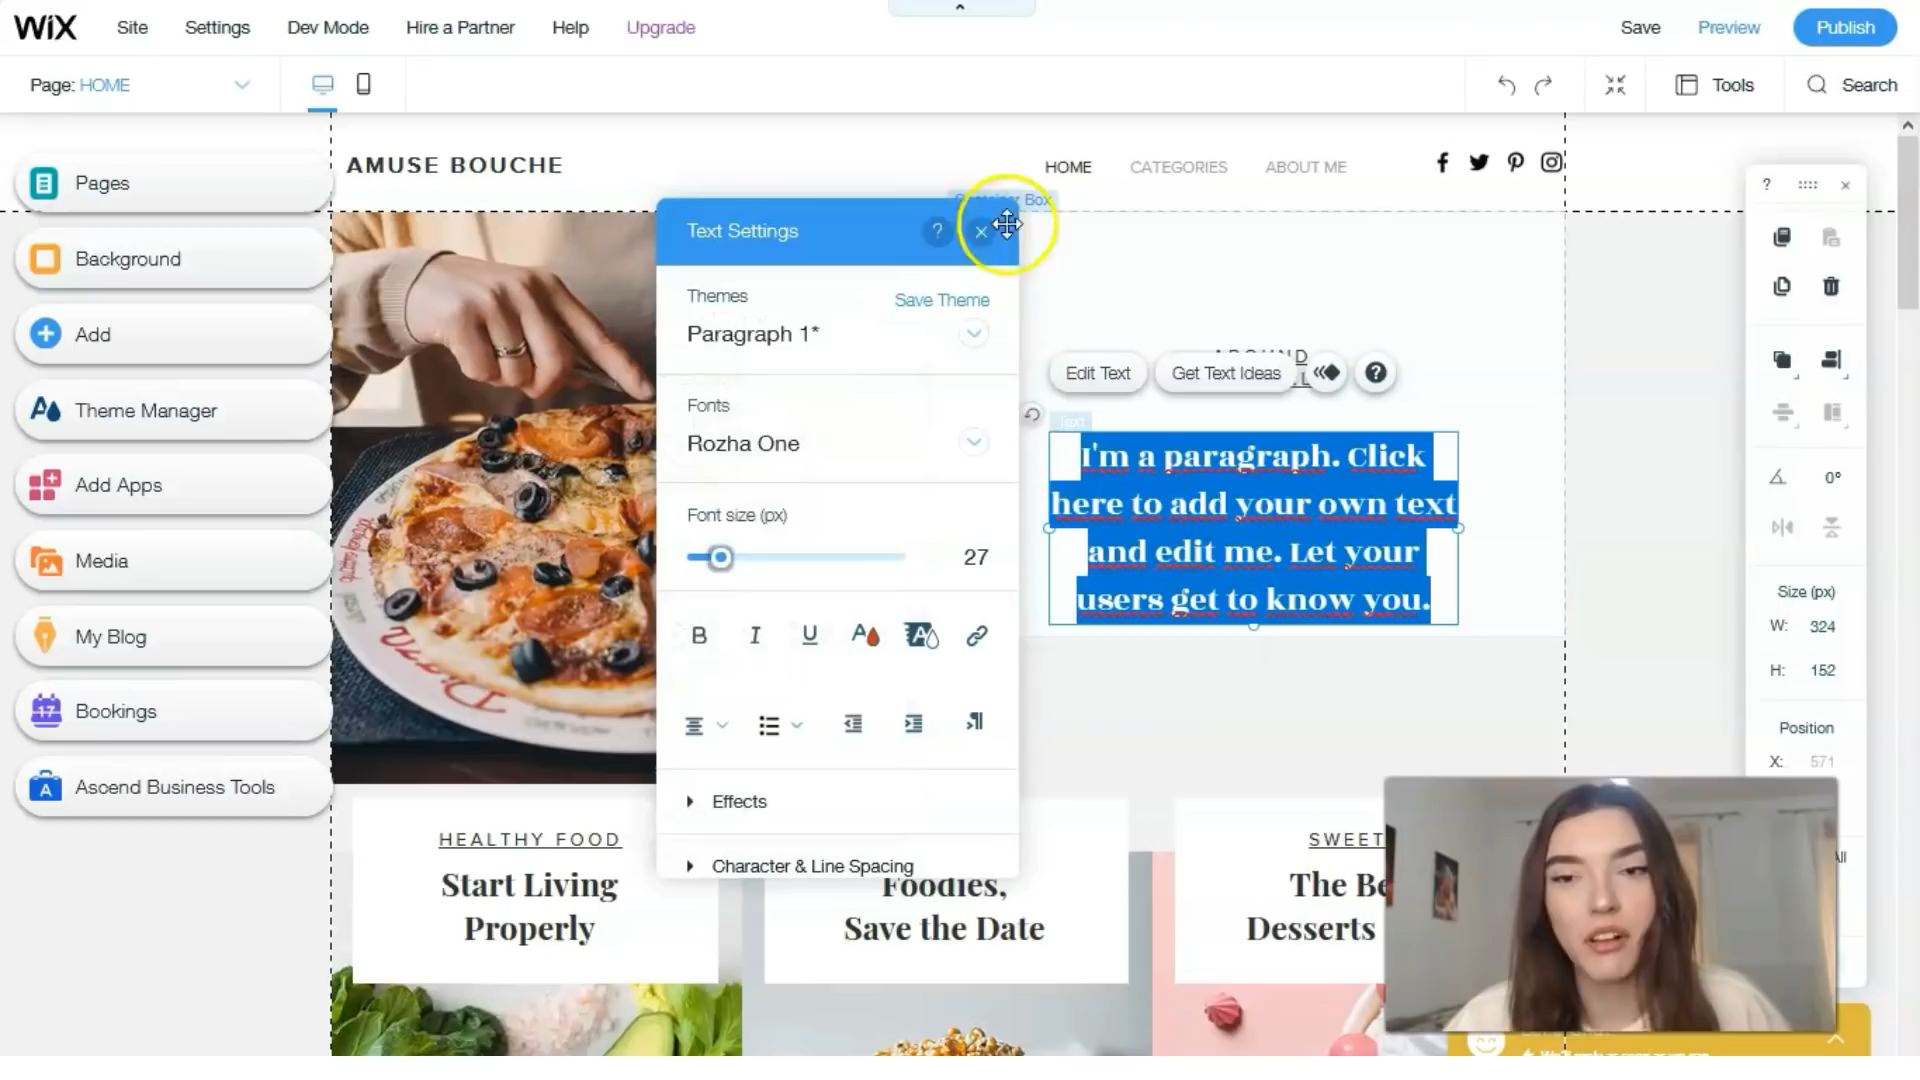 WiX
Site
Settings
Dev Mode
Hire a Partner
Help
Upgrade
Save
Preview
Publish
Page: HOME
Tools
Search
Pages
Background
Add
Theme Manager
Add Apps
Media
My Blog
17
Bookings
A
Ascend Business Tools
AMUSE BOUCHE
HOME
CATEGORIES
ABOUT ME
Container Box
Text Settings
?
Themes
Save Theme
Paragraph 1*
Fonts
Rozha One
Font size (px)
27
B
I
U
A
A
Effects
Character & Line Spacing
AROUND
Edit Text
Get Text Ideas
?
Text
I'm a paragraph. Click
here to add your own text
and edit me. Let your
users get to know you.
?
0°
Size (px)
W: 324
H: 152
Position
X: 571
HEALTHY FOOD
Start Living
Properly
Foodies,
Save the Date
SWEET
The Be
Desserts